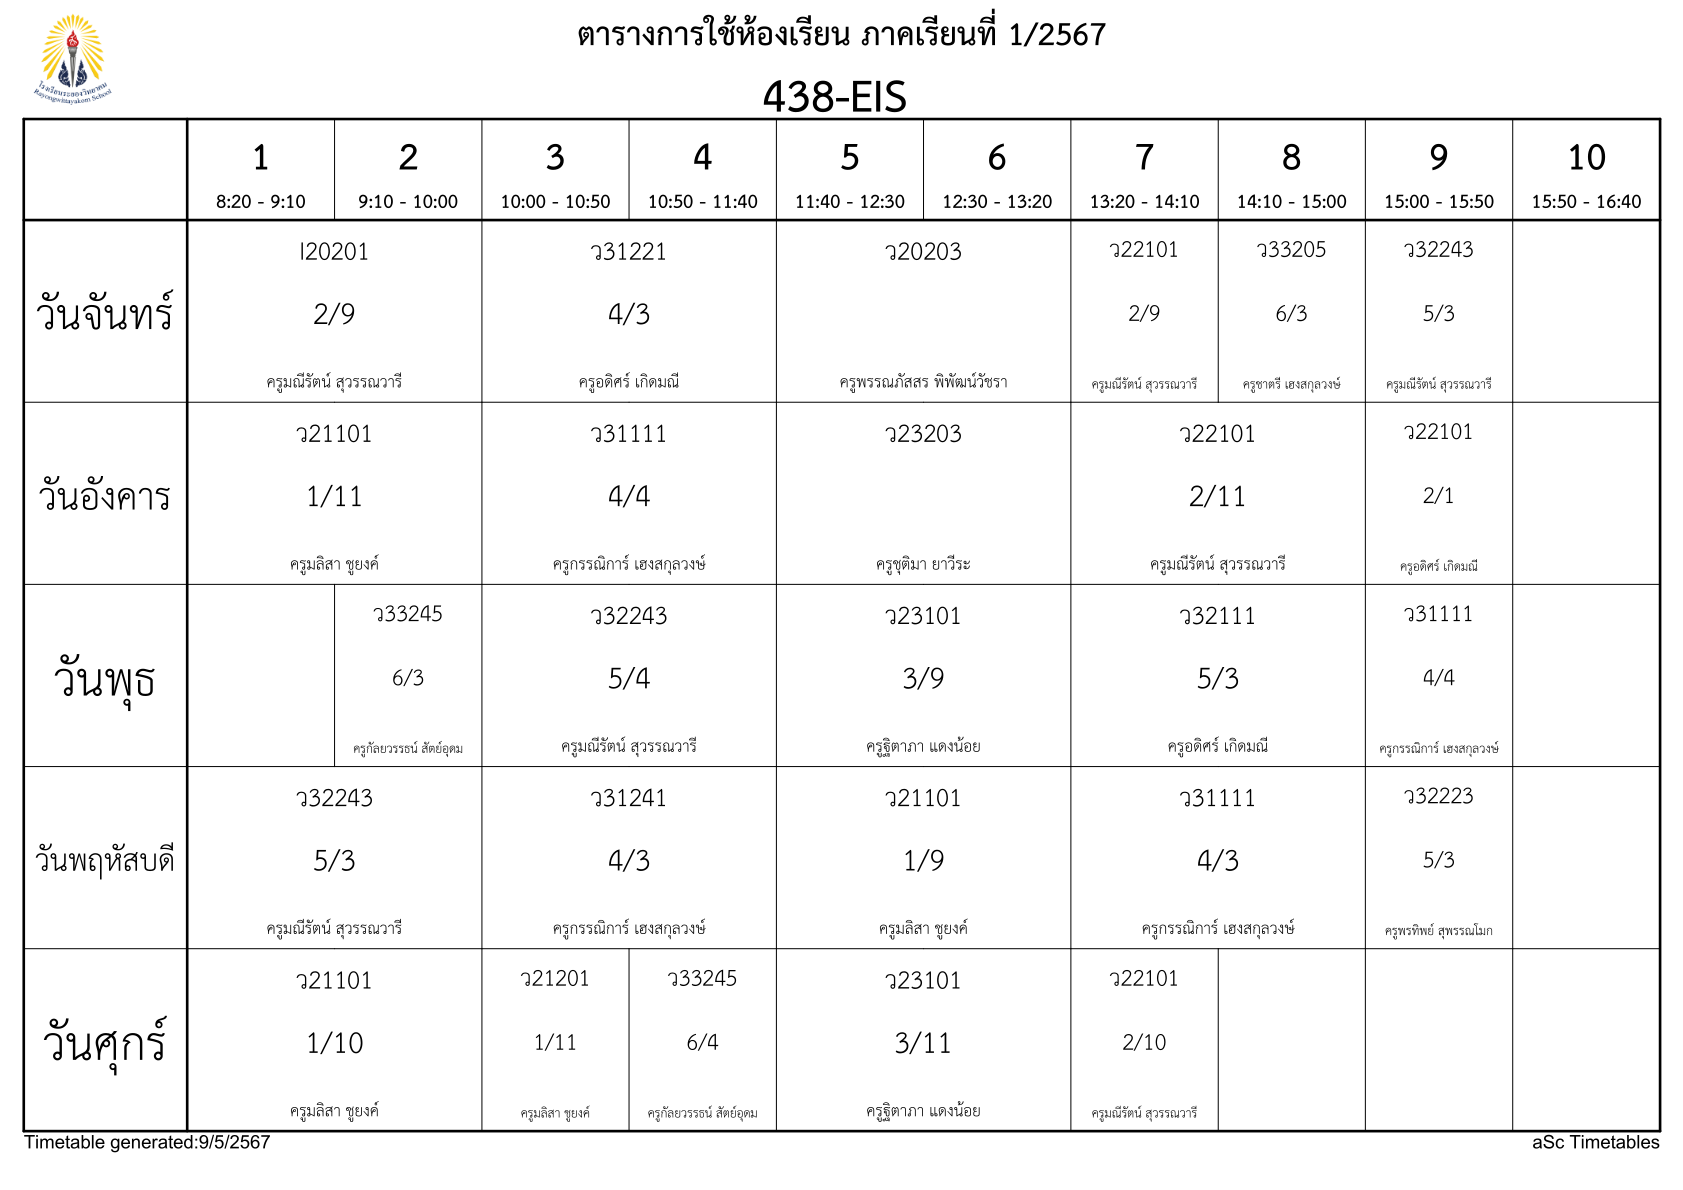 ตารางการใช้ห้องเรียน ภาคเรียนที่ 1/2567
โรงเรียนระยองวิทยาคม
Rayongwittayakom School
438-EIS
1 2 3 4 5 6 7 8 9 10
8:20 - 9:10 9:10 - 10:00 10:00 - 10:50 10:50 - 11:40 11:40 - 12:30 12:30 - 13:20 13:20 - 14:10 14:10 - 15:00 15:00 - 15:50 15:50 - 16:40
I20201 ว31221 ว20203 ว22101 ว33205 ว32243
วันจันทร์ 2/9 4/3 2/9 6/3 5/3
ครูมณีรัตน์ สุวรรณวารี ครูอดิศร์ เกิดมณี ครูพรรณภัสสร พิพัฒน์วัชรา ครูมณีรัตน์ สุวรรณวารี ครูชาตรี เฮงสกุลวงษ์ ครูมณีรัตน์ สุวรรณวารี
ว21101 ว31111 ว23203 ว22101 ว22101
วันอังคาร 1/11 4/4 2/11 2/1
ครูมลิสา ชูยงค์ ครูกรรณิการ์ เฮงสกุลวงษ์ ครูชุติมา ยาวีระ ครูมณีรัตน์ สุวรรณวารี ครูอดิศร์ เกิดมณี
ว33245 ว32243 ว23101 ว32111 ว31111
วันพุธ 6/3 5/4 3/9 5/3 4/4
ครูกัลยวรรธน์ สัตย์อุดม ครูมณีรัตน์ สุวรรณวารี ครูฐิตาภา แดงน้อย ครูอดิศร์ เกิดมณี ครูกรรณิการ์ เฮงสกุลวงษ์
ว32243 ว31241 ว21101 ว31111 ว32223
วันพฤหัสบดี 5/3 4/3 1/9 4/3 5/3
ครูมณีรัตน์ สุวรรณวารี ครูกรรณิการ์ เฮงสกุลวงษ์ ครูมลิสา ชูยงค์ ครูกรรณิการ์ เฮงสกุลวงษ์ ครูพรทิพย์ สุพรรณโมก
ว21101 ว21201 ว33245 ว23101 ว22101
วันศุกร์ 1/10 1/11 6/4 3/11 2/10
ครูมลิสา ชูยงค์ ครูมลิสา ชูยงค์ ครูกัลยวรรธน์ สัตย์อุดม ครูฐิตาภา แดงน้อย ครูมณีรัตน์ สุวรรณวารี
Timetable generated:9/5/2567 aSc Timetables